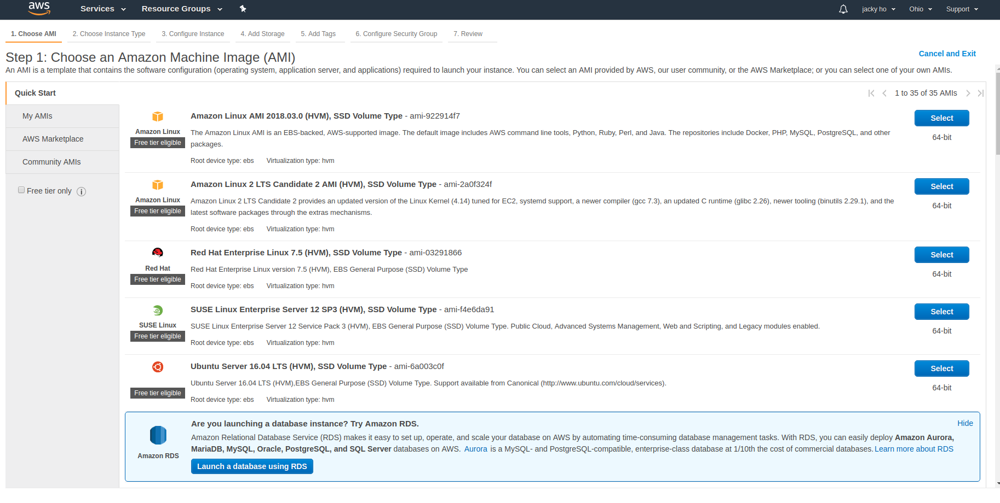 aws Services Resource Groups jacky ho Ohio Support
1. Choose AMI 2. Choose Instance Type 3. Configure Instance 4. Add Storage 5. Add Tags 6. Configure Security Group 7. Review
Step 1: Choose an Amazon Machine Image (AMI)
Cancel and Exit
An AMI is a template that contains the software configuration (operating system, application server, and applications) required to launch your instance. You can select an AMI provided by AWS, our user community, or the AWS Marketplace; or you can select one of your own AMIs.
Quick Start
1 to 35 of 35 AMIs
My AMIs
AWS Marketplace
Community AMIs
Free tier only
Amazon Linux
Free tier eligible
Amazon Linux AMI 2018.03.0 (HVM), SSD Volume Type - ami-922914f7
The Amazon Linux AMI is an EBS-backed, AWS-supported image. The default image includes AWS command line tools, Python, Ruby, Perl, and Java. The repositories include Docker, PHP, MySQL, PostgreSQL, and other
packages.
Root device type: ebs Virtualization type: hvm
Select
64-bit
Amazon Linux
Free tier eligible
Amazon Linux 2 LTS Candidate 2 AMI (HVM), SSD Volume Type - ami-2a0f324f
Amazon Linux 2 LTS Candidate 2 provides an updated version of the Linux Kernel (4.14) tuned for EC2, systemd support, a newer compiler (gcc 7.3), an updated C runtime (glibc 2.26), newer tooling (binutils 2.29.1), and the
latest software packages through the extras mechanisms.
Root device type: ebs Virtualization type: hvm
Select
64-bit
Red Hat
Free tier eligible
Red Hat Enterprise Linux 7.5 (HVM), SSD Volume Type - ami-03291866
Red Hat Enterprise Linux version 7.5 (HVM), EBS General Purpose (SSD) Volume Type
Root device type: ebs Virtualization type: hvm
Select
64-bit
SUSE Linux
Free tier eligible
SUSE Linux Enterprise Server 12 SP3 (HVM), SSD Volume Type - ami-f4e6da91
SUSE Linux Enterprise Server 12 Service Pack 3 (HVM), EBS General Purpose (SSD) Volume Type. Public Cloud, Advanced Systems Management, Web and Scripting, and Legacy modules enabled.
Root device type: ebs Virtualization type: hvm
Select
64-bit
Free tier eligible
Ubuntu Server 16.04 LTS (HVM), SSD Volume Type - ami-6a003c0f
Ubuntu Server 16.04 LTS (HVM),EBS General Purpose (SSD) Volume Type. Support available from Canonical (http://www.ubuntu.com/cloud/services).
Root device type: ebs Virtualization type: hvm
Select
64-bit
Amazon RDS
Are you launching a database instance? Try Amazon RDS.
Hide
Amazon Relational Database Service (RDS) makes it easy to set up, operate, and scale your database on AWS by automating time-consuming database management tasks. With RDS, you can easily deploy Amazon Aurora,
MariaDB, MySQL, Oracle, PostgreSQL, and SQL Server databases on AWS. Aurora is a MySQL- and PostgreSQL-compatible, enterprise-class database at 1/10th the cost of commercial databases. Learn more about RDS
Launch a database using RDS